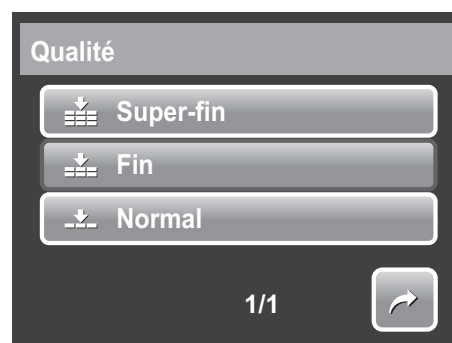 Qualité
Super-fin
Fin
Normal
1/1